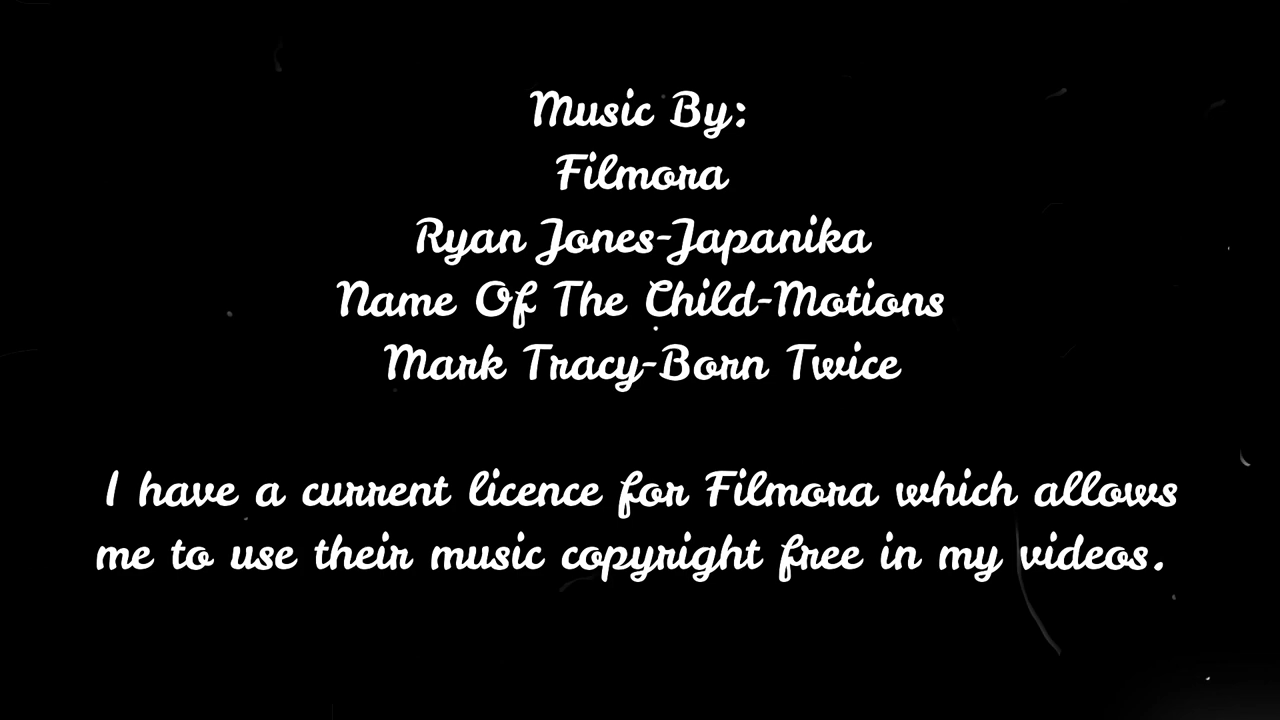 Music By:
Filmora
Ryan Jones-Japanika
Name Of The Child-Motions
Mark Tracy-Born Twice
I have a current licence for Filmora which allows
me to use their music copyright free in my videos.